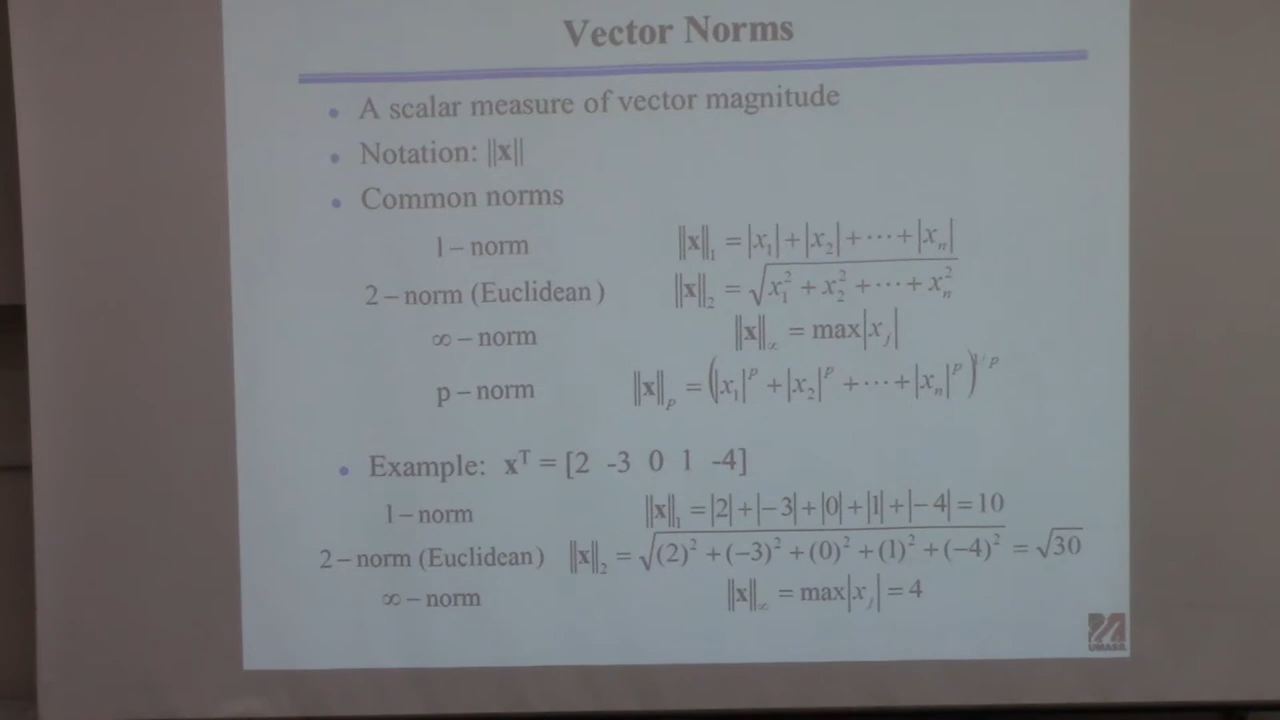 Vector Norms
• A scalar measure of vector magnitude
• Notation: ‖x‖
• Common norms
1 – norm ‖x‖₁ = |x₁| + |x₂| + ⋯ + |xₙ|
2 – norm (Euclidean) ‖x‖₂ = √(x₁² + x₂² + ⋯ + xₙ²)
∞ – norm ‖x‖∞ = max|xⱼ|
p – norm ‖x‖ₚ = (|x₁|ᵖ + |x₂|ᵖ + ⋯ + |xₙ|ᵖ)^{1/p}
• Example: xᵀ = [2 -3 0 1 -4]
1 – norm ‖x‖₁ = |2| + |−3| + |0| + |1| + |−4| = 10
2 – norm (Euclidean) ‖x‖₂ = √((2)² + (−3)² + (0)² + (1)² + (−4)²) = √30
∞ – norm ‖x‖∞ = max|xⱼ| = 4
UMASS